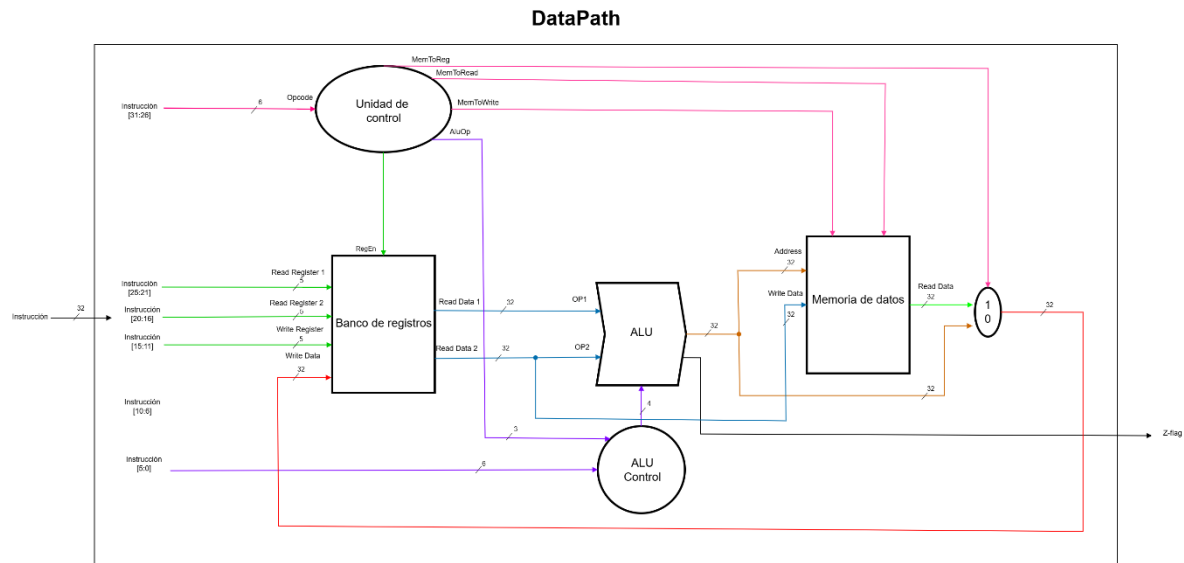 DataPath
MemToReg
MemToRead
MemToWrite
AluOp
Opcode
Unidad de
control
Instrucción
[31:26]
6
RegEn
Instrucción
32
Instrucción
[25:21]
Read Register 1
5
Instrucción
[20:16]
Read Register 2
5
Instrucción
[15:11]
Write Register
5
Write Data
32
Instrucción
[10:6]
Instrucción
[5:0]
6
Banco de registros
Read Data 1
32
Read Data 2
32
OP1
OP2
ALU
32
4
3
ALU
Control
Address
32
Write Data
32
Memoria de datos
Read Data
32
32
1
0
32
Z-flag